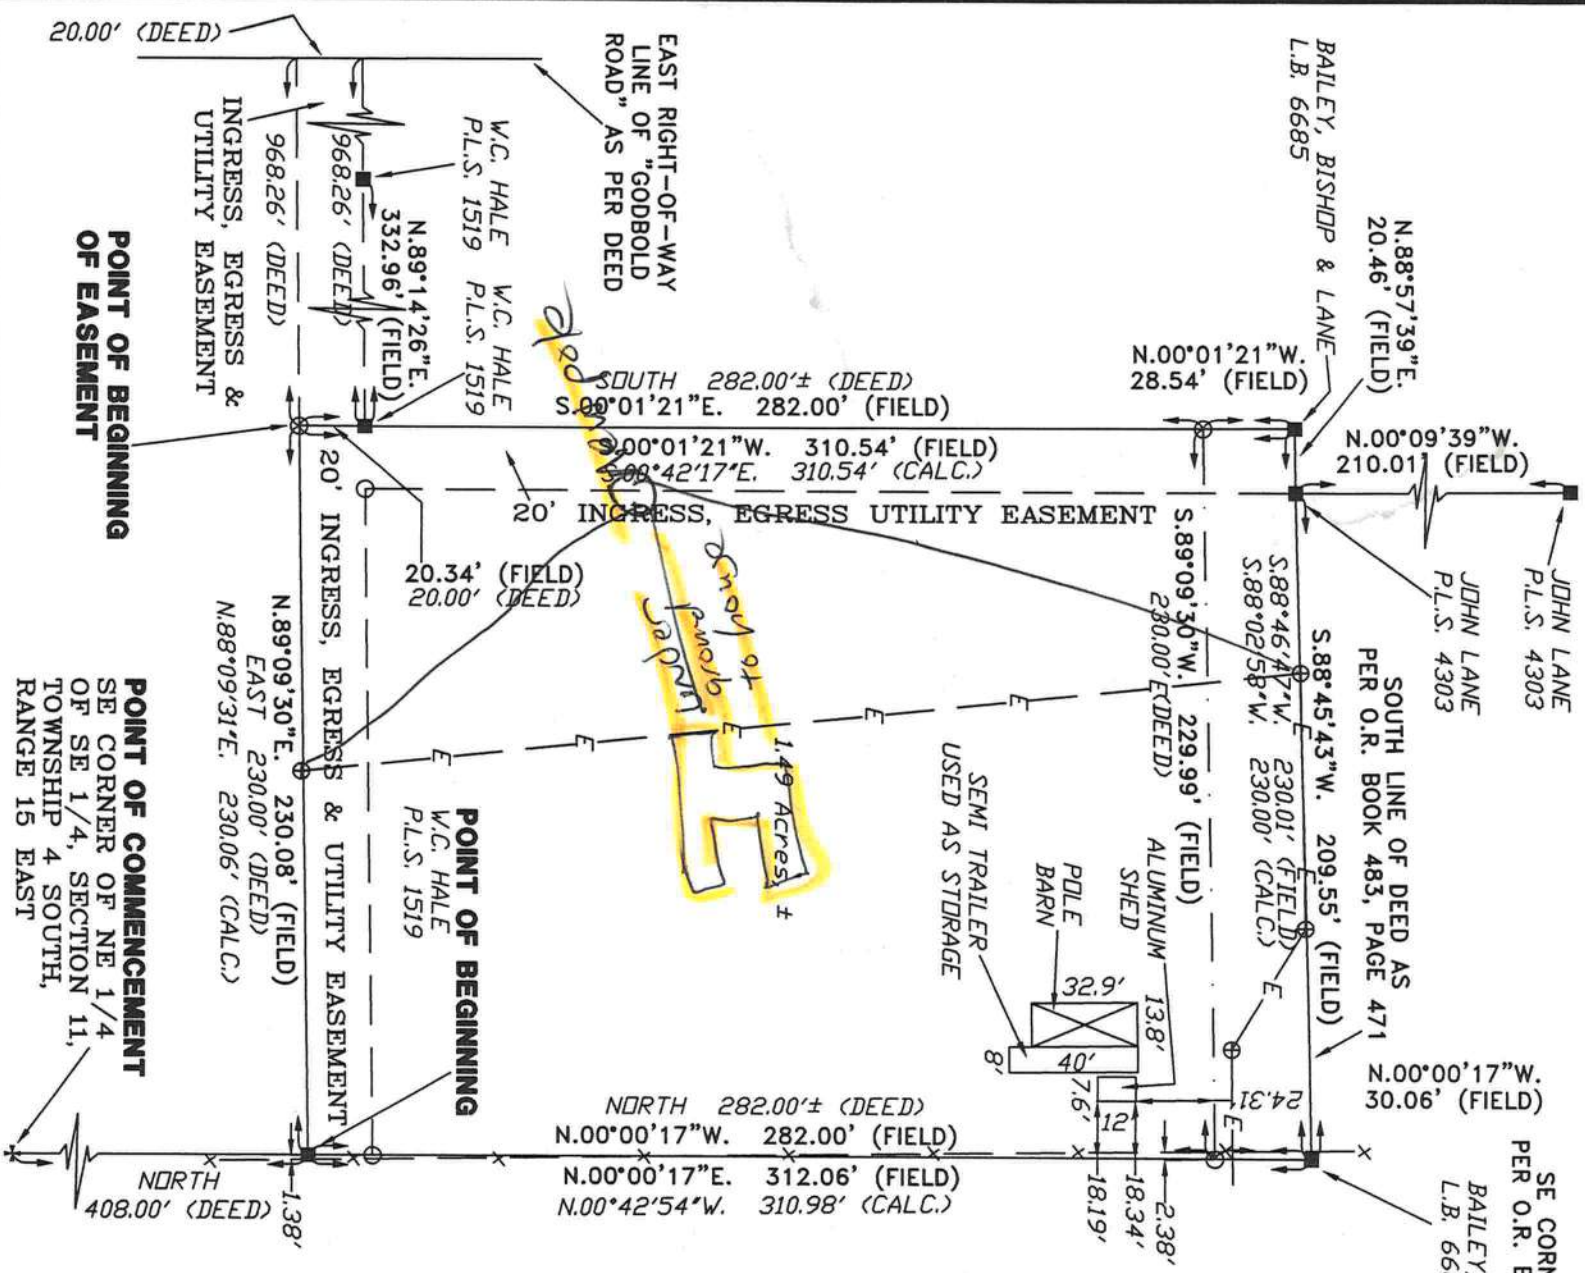 20.00' (DEED)
EAST RIGHT-OF-WAY
LINE OF "GODBOLD
ROAD" AS PER DEED
BAILEY, BISHOP & LANE
L.B. 6685
N.88°57'39"E.
20.46' (FIELD)
N.00°01'21"W.
28.54' (FIELD)
N.00°09'39"W.
210.01' (FIELD)
JOHN LANE
P.L.S. 4303
JOHN LANE
P.L.S. 4303
W.C. HALE
P.L.S. 1519
W.C. HALE
P.L.S. 1519
INGRESS, EGRESS &
UTILITY EASEMENT
968.26' (DEED)
968.26' (DEED)
N.89°14'26"E.
332.96' (FIELD)
POINT OF BEGINNING
OF EASEMENT
SOUTH 282.00'± (DEED)
S.00°01'21"E. 282.00' (FIELD)
S.00°01'21"W. 310.54' (FIELD)
S.00°42'17"E. 310.54' (CALC.)
20' INGRESS, EGRESS UTILITY EASEMENT
20.34' (FIELD)
20.00' (DEED)
20' INGRESS, EGRESS & UTILITY EASEMENT
N.89°09'30"E. 230.08' (FIELD)
EAST 230.00' (DEED)
N.88°09'31"E. 230.06' (CALC.)
Under
ground
to house
1.49 Acres ±
S.89°09'30"W. 229.99' (FIELD)
230.00' (DEED)
S.88°46'47"W. 230.01' (FIELD)
S.88°02'58"W. 230.00' (CALC.)
S.88°45'43"W. 209.55' (FIELD)
SOUTH LINE OF DEED AS
PER O.R. BOOK 483, PAGE 471
N.00°00'17"W.
30.06' (FIELD)
SE CORN
PER O.R. B
BAILEY,
L.B. 66
ALUMINUM
SHED
POLE
BARN
SEMI TRAILER
USED AS STORAGE
32.9'
13.8'
40'
8'
7.6'
12
24.31'
2.38'
18.34'
18.19'
E
E
E
E
E
E
E
E
E
POINT OF BEGINNING
W.C. HALE
P.L.S. 1519
NORTH 282.00'± (DEED)
N.00°00'17"W. 282.00' (FIELD)
N.00°00'17"E. 312.06' (FIELD)
N.00°42'54"W. 310.98' (CALC.)
POINT OF COMMENCEMENT
SE CORNER OF NE 1/4
OF SE 1/4, SECTION 11,
TOWNSHIP 4 SOUTH,
RANGE 15 EAST
NORTH
408.00' (DEED)
1.38'